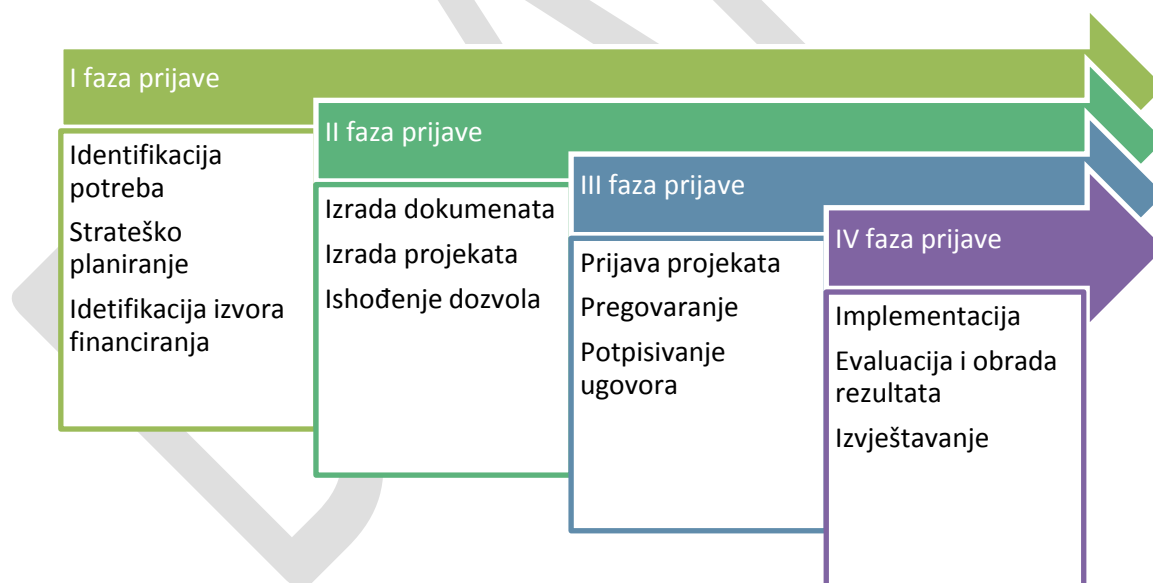 I faza prijave
Identifikacija
potreba
Strateško
planiranje
Idetifikacija izvora
financiranja
II faza prijave
Izrada dokumenata
Izrada projekata
Ishođenje dozvola
III faza prijave
Prijava projekata
Pregovaranje
Potpisivanje
ugovora
IV faza prijave
Implementacija
Evaluacija i obrada
rezultata
Izvještavanje